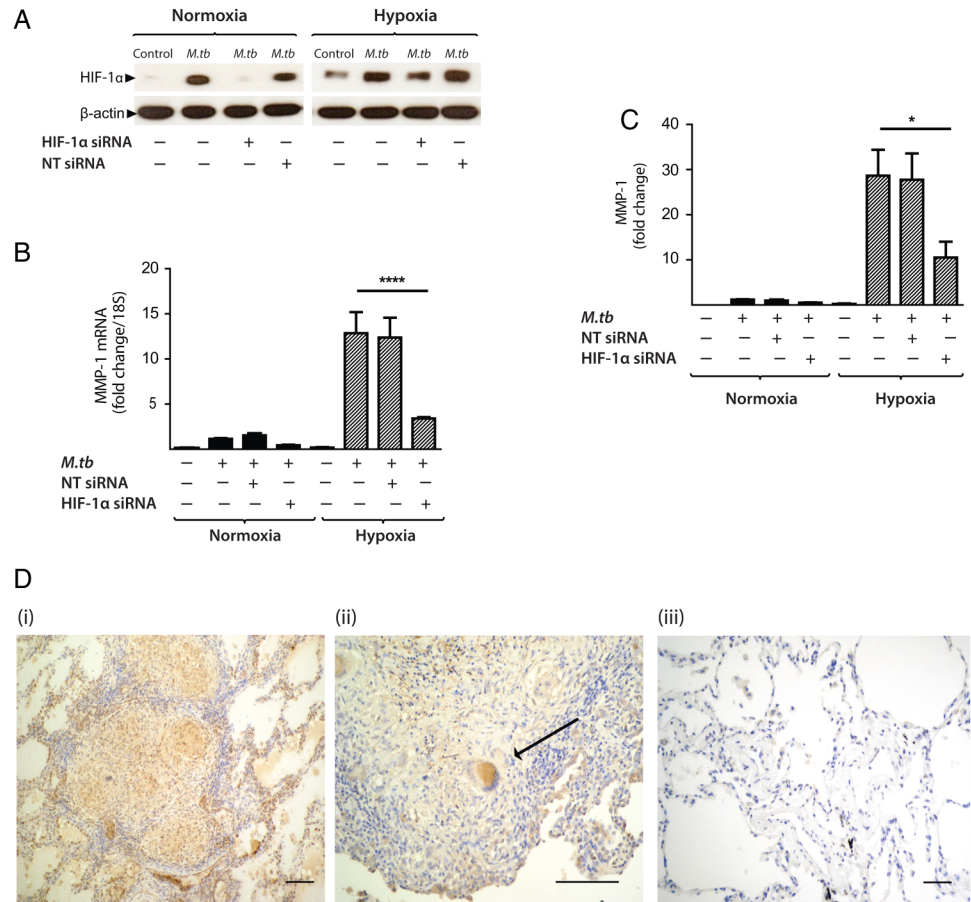 A
Normoxia Hypoxia
Control M.tb M.tb M.tb Control M.tb M.tb M.tb
HIF-1α
β-actin
HIF-1α siRNA – – + – – – + –
NT siRNA – – – + – – – +
B
MMP-1 mRNA
(fold change/18S)
20
15
10
5
****
M.tb – + + + – + + +
NT siRNA – – + – – – + –
HIF-1α siRNA – – – + – – – +
Normoxia Hypoxia
C
MMP-1
(fold change)
40
30
20
10
*
M.tb – + + + – + + +
NT siRNA – – + – – – + –
HIF-1α siRNA – – – + – – – +
Normoxia Hypoxia
D
(i) (ii) (iii)